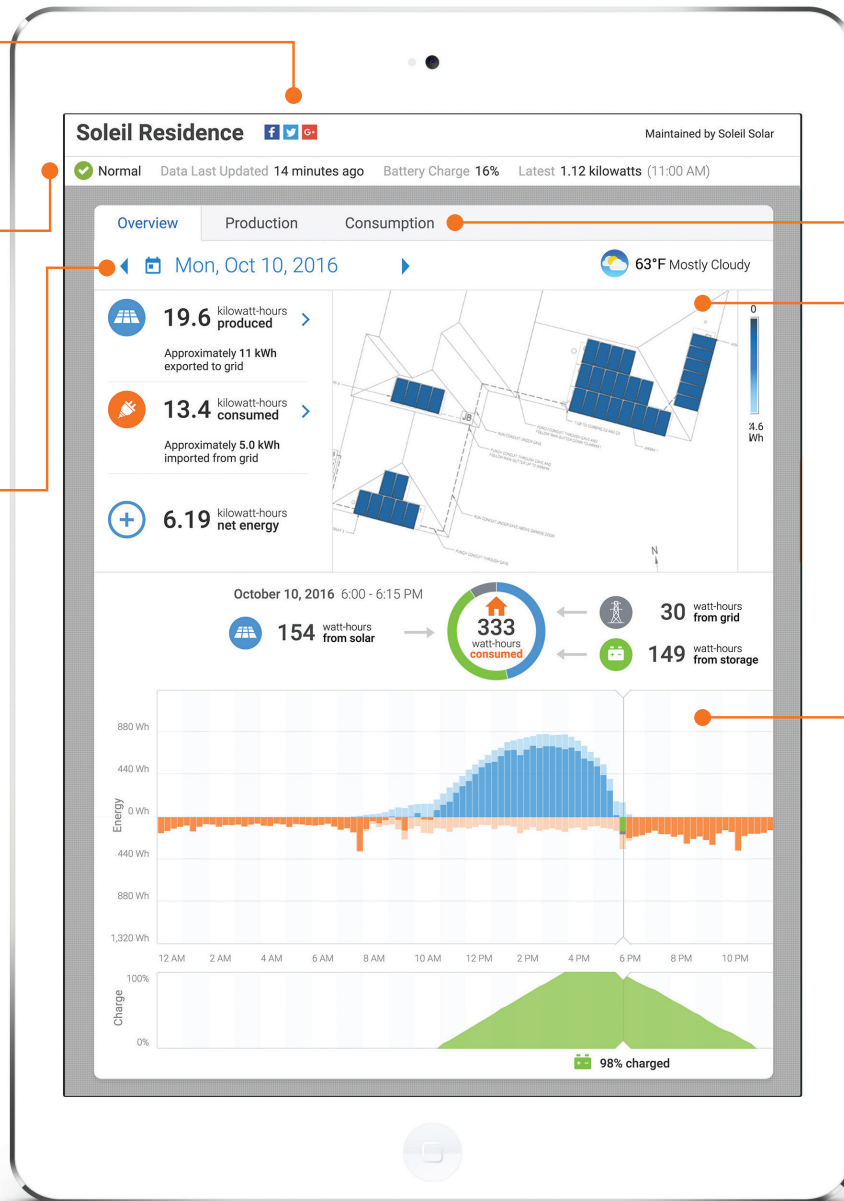 Soleil Residence
Maintained by Soleil Solar
Normal Data Last Updated 14 minutes ago Battery Charge 16% Latest 1.12 kilowatts (11:00 AM)
Overview Production Consumption
Mon, Oct 10, 2016
63°F Mostly Cloudy
19.6 kilowatt-hours
produced
Approximately 11 kWh
exported to grid
13.4 kilowatt-hours
consumed
Approximately 5.0 kWh
imported from grid
6.19 kilowatt-hours
net energy
0
JB
N
October 10, 2016 6:00 - 6:15 PM
154 watt-hours
from solar
333
watt-hours
consumed
30 watt-hours
from grid
149 watt-hours
from storage
Energy
880 Wh
440 Wh
0 Wh
440 Wh
880 Wh
1,320 Wh
12 AM 2 AM 4 AM 6 AM 8 AM 10 AM 12 PM 2 PM 4 PM 6 PM 8 PM 10 PM
Charge
100%
0%
98% charged